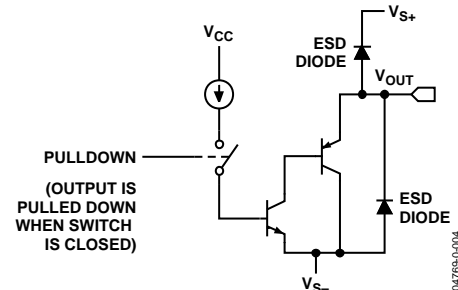 VS+
VCC
ESD
DIODE
VOUT
PULLDOWN
(OUTPUT IS
PULLED DOWN
WHEN SWITCH
IS CLOSED)
ESD
DIODE
VS–
04769-0-004